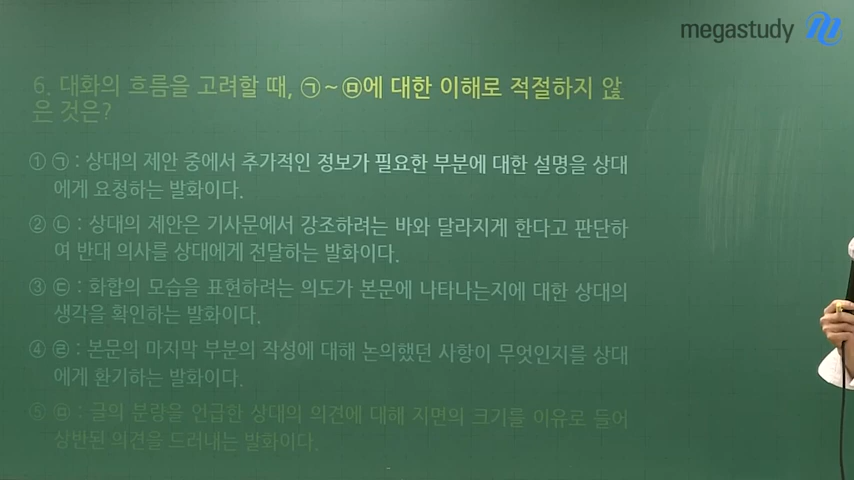 megastudy
6. 대화의 흐름을 고려할 때, ㉠~㉤에 대한 이해로 적절하지 않
은 것은?
① ㉠ : 상대의 제안 중에서 추가적인 정보가 필요한 부분에 대한 설명을 상대
에게 요청하는 발화이다.
② ㉡ : 상대의 제안은 기사문에서 강조하려는 바와 달라지게 한다고 판단하
여 반대 의사를 상대에게 전달하는 발화이다.
③ ㉢ : 화합의 모습을 표현하려는 의도가 본문에 나타나는지에 대한 상대의
생각을 확인하는 발화이다.
④ ㉣ : 본문의 마지막 부분의 작성에 대해 논의했던 사항이 무엇인지를 상대
에게 환기하는 발화이다.
⑤ ㉤ : 글의 분량을 언급한 상대의 의견에 대해 지면의 크기를 이유로 들어
상반된 의견을 드러내는 발화이다.